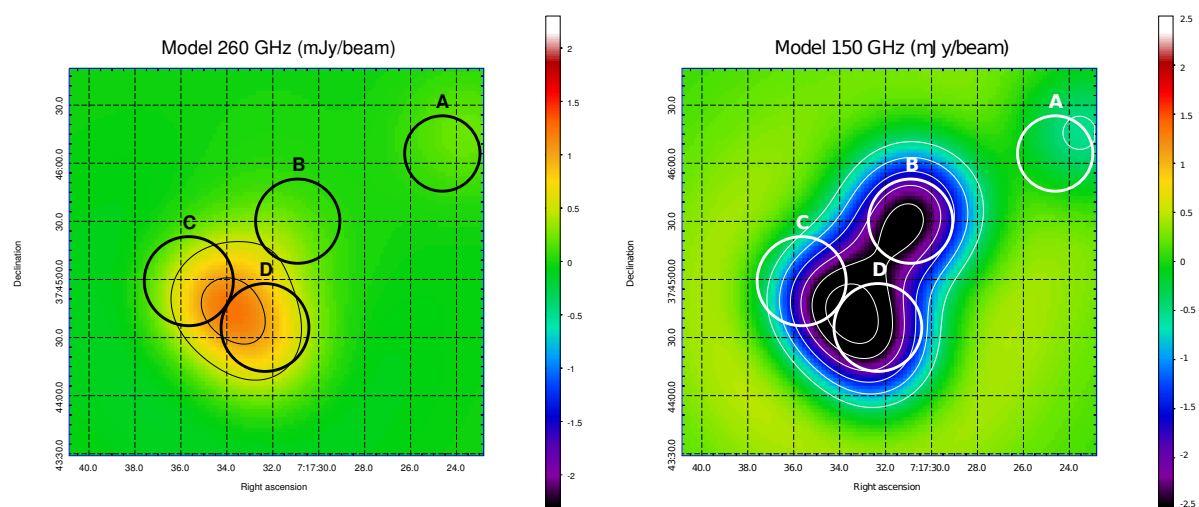 Model 260 GHz (mJy/beam)
A
B
C
D
Declination
30.0
46:00.0
30.0
37:45:00.0
30.0
44:00.0
43:30.0
40.0 38.0 36.0 34.0 32.0 7:17:30.0 28.0 26.0 24.0
Right ascension
2
1.5
1
0.5
0
-0.5
-1
-1.5
-2
Model 150 GHz (mJy/beam)
A
B
C
D
Declination
30.0
46:00.0
30.0
37:45:00.0
30.0
44:00.0
43:30.0
40.0 38.0 36.0 34.0 32.0 7:17:30.0 28.0 26.0 24.0
Right ascension
2.5
2
1.5
1
0.5
0
-0.5
-1
-1.5
-2
-2.5